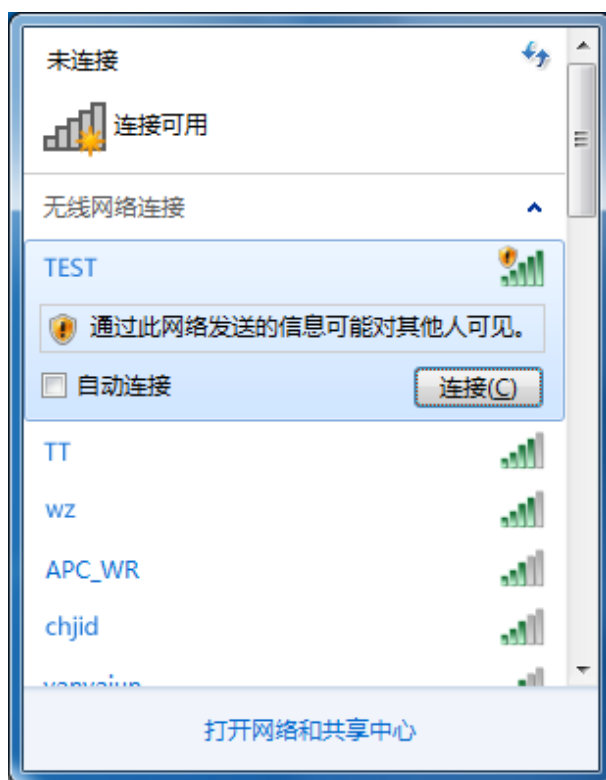 未连接
连接可用
无线网络连接
TEST
通过此网络发送的信息可能对其他人可见。
自动连接 连接(C)
TT
wz
APC_WR
chjid
打开网络和共享中心